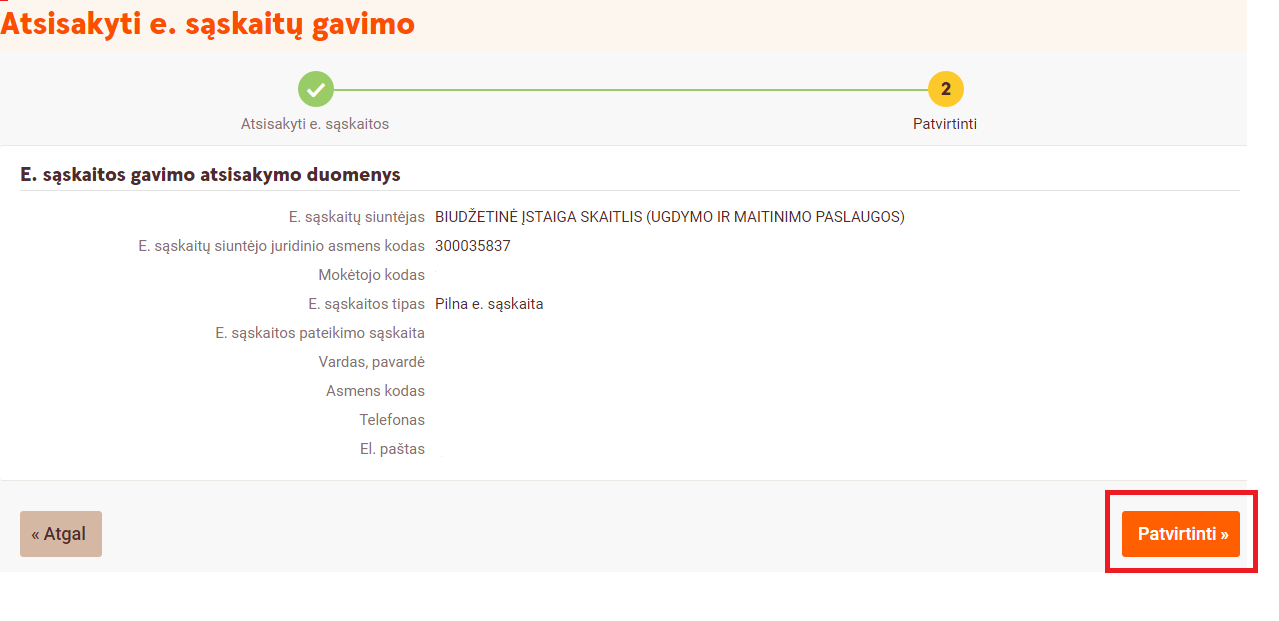 Atsisakyti e. sąskaitų gavimo
2
Atsisakyti e. sąskaitos
Patvirtinti
E. sąskaitos gavimo atsisakymo duomenys
E. sąskaitų siuntėjas BIUDŽETINĖ ĮSTAIGA SKAITLIS (UGDYMO IR MAITINIMO PASLAUGOS)
E. sąskaitų siuntėjo juridinio asmens kodas 300035837
Mokėtojo kodas
E. sąskaitos tipas Pilna e. sąskaita
E. sąskaitos pateikimo sąskaita
Vardas, pavardė
Asmens kodas
Telefonas
El. paštas
« Atgal
Patvirtinti »